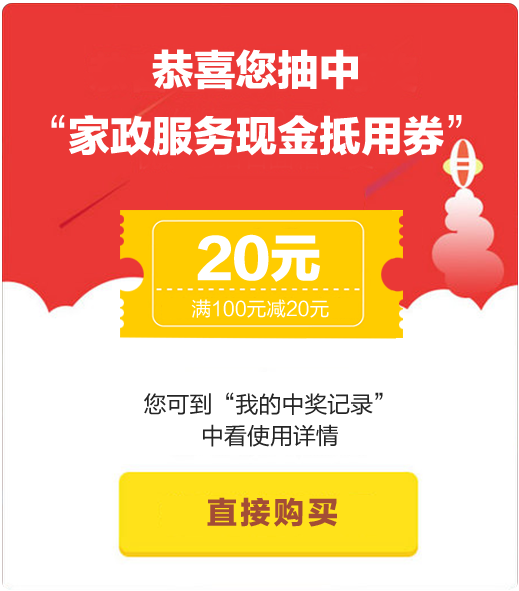 恭喜您抽中
“家政服务现金抵用券”
20元
满100元减20元
您可到“我的中奖记录”
中看使用详情
直接购买